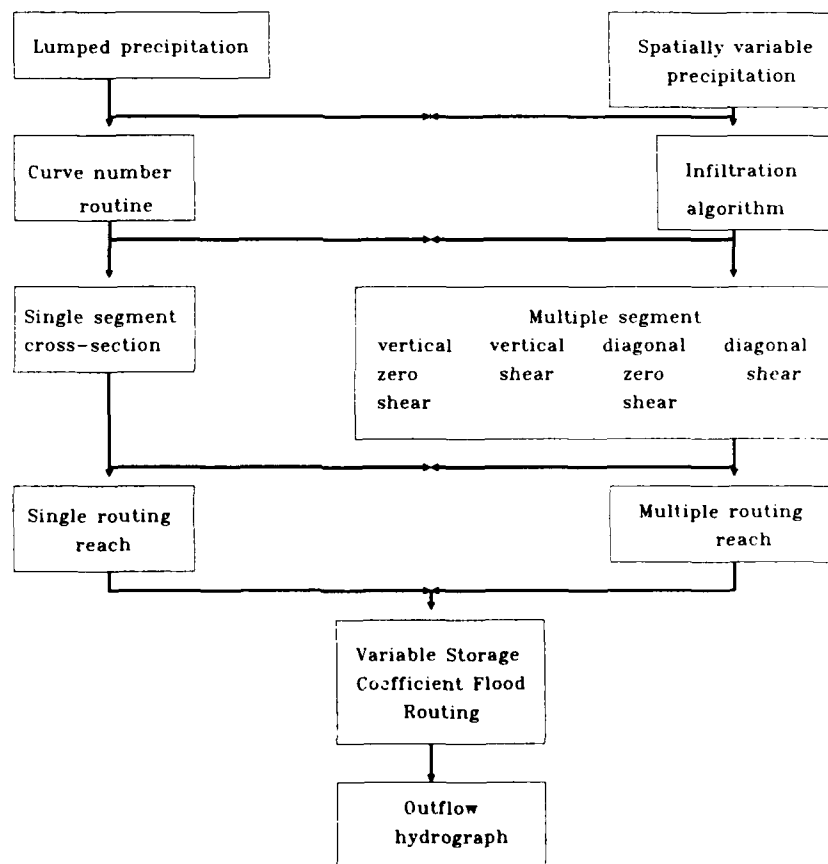 Lumped precipitation
Spatially variable
precipitation
Curve number
routine
Infiltration
algorithm
Single segment
cross-section
Multiple segment
vertical vertical diagonal diagonal
zero shear zero shear
shear shear
Single routing
reach
Multiple routing
reach
Variable Storage
Coefficient Flood
Routing
Outflow
hydrograph